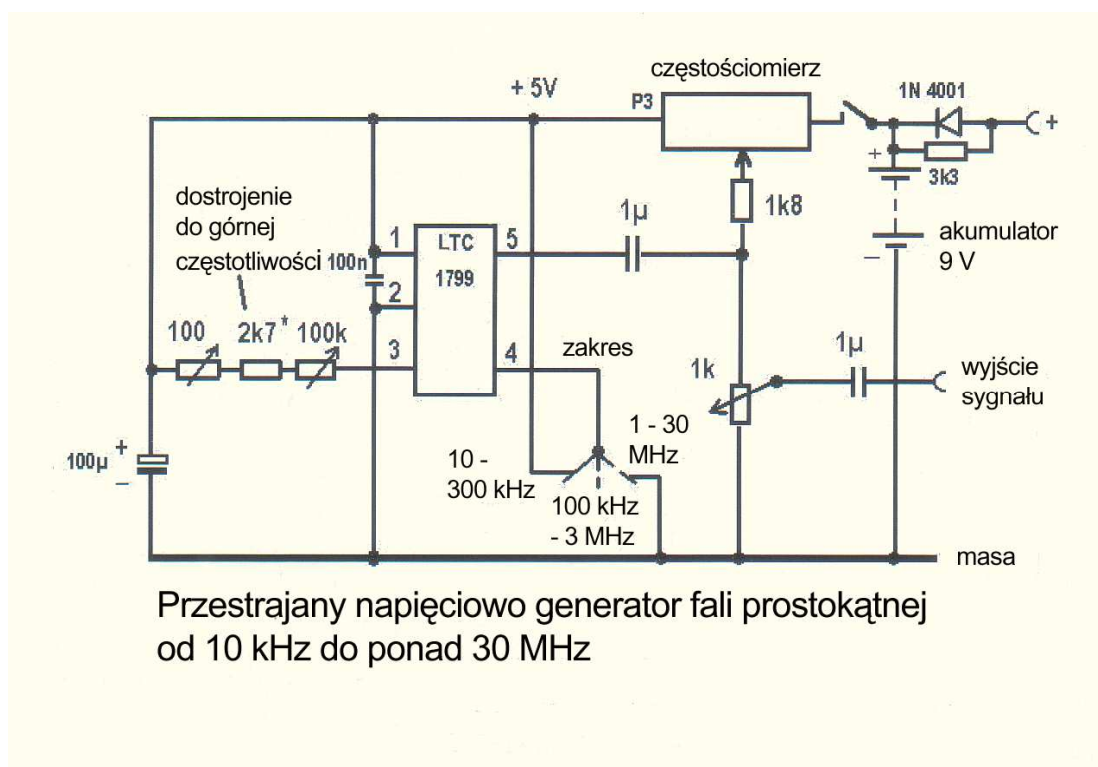 częstościomierz
+ 5V
P3
1N 4001
+
+
3k3
dostrojenie
do górnej
częstotliwości
100n
1
LTC
1799
5
1µ
1k8
akumulator
9 V
–
2
100
2k7 *
100k
3
4
zakres
1k
1µ
wyjście
sygnału
100µ
+
–
10 -
300 kHz
100 kHz
- 3 MHz
1 - 30
MHz
masa
Przestrajany napięciowo generator fali prostokątnej
od 10 kHz do ponad 30 MHz